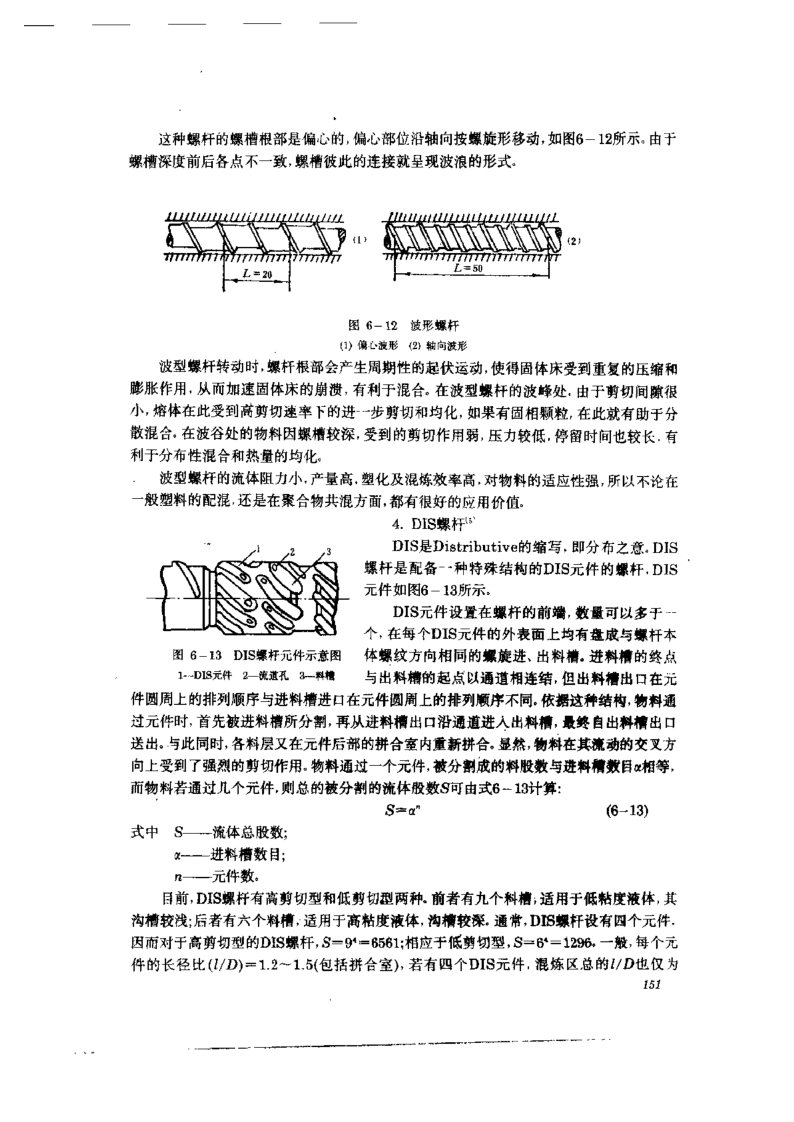 这种螺杆的螺槽根部是偏心的,偏心部位沿轴向按螺旋形移动,如图6-12所示。由于
螺槽深度前后各点不一致,螺槽彼此的连接就呈现波浪的形式。
(1)
(2)
L=20
L=50
图 6-12 波形螺杆
(1) 偏心波形 (2) 轴向波形
波型螺杆转动时,螺杆根部会产生周期性的起伏运动,使得固体床受到重复的压缩和
膨胀作用,从而加速固体床的崩溃,有利于混合。在波型螺杆的波峰处,由于剪切间隙很
小,熔体在此受到高剪切速率下的进一步剪切和均化,如果有固相颗粒,在此就有助于分
散混合。在波谷处的物料因螺槽较深,受到的剪切作用弱,压力较低,停留时间也较长,有
利于分布性混合和热量的均化。
波型螺杆的流体阻力小,产量高,塑化及混炼效率高,对物料的适应性强,所以不论在
一般塑料的配混,还是在聚合物共混方面,都有很好的应用价值。
4. DIS螺杆[5]
DIS是Distributive的缩写,即分布之意。DIS
螺杆是配备一种特殊结构的DIS元件的螺杆,DIS
元件如图6-13所示。
DIS元件设置在螺杆的前端,数量可以多于一
个,在每个DIS元件的外表面上均有盘成与螺杆本
体螺纹方向相同的螺旋进、出料槽。进料槽的终点
与出料槽的起点以通道相连结,但出料槽出口在元
1 2 3
图 6-13 DIS螺杆元件示意图
1—DIS元件 2—流道孔 3—料槽
件圆周上的排列顺序与进料槽进口在元件圆周上的排列顺序不同。依据这种结构,物料通
过元件时,首先被进料槽所分割,再从进料槽出口沿通道进入出料槽,最终自出料槽出口
送出。与此同时,各料层又在元件后部的拼合室内重新拼合。显然,物料在其流动的交叉方
向上受到了强烈的剪切作用。物料通过一个元件,被分割成的料股数与进料槽数目α相等,
而物料若通过几个元件,则总的被分割的流体股数S可由式6-13计算:
S=αⁿ (6-13)
式中 S——流体总股数;
α——进料槽数目;
n——元件数。
目前,DIS螺杆有高剪切型和低剪切型两种。前者有九个料槽,适用于低粘度液体,其
沟槽较浅;后者有六个料槽,适用于高粘度液体,沟槽较深。通常,DIS螺杆设有四个元件.
因而对于高剪切型的DIS螺杆,S=9⁴=6561;相应于低剪切型,S=6⁴=1296。一般,每个元
件的长径比(l/D)=1.2~1.5(包括拼合室),若有四个DIS元件,混炼区总的l/D也仅为
151